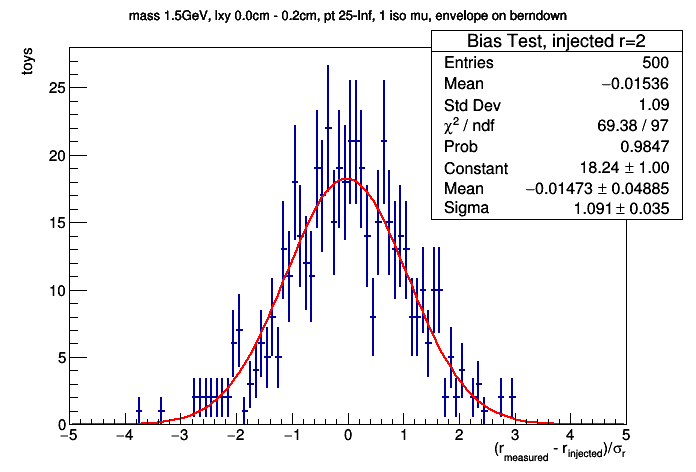 mass 1.5GeV, lxy 0.0cm - 0.2cm, pt 25-Inf, 1 iso mu, envelope on berndown
toys
Bias Test, injected r=2
Entries 500
Mean −0.01536
Std Dev 1.09
χ² / ndf 69.38 / 97
Prob 0.9847
Constant 18.24 ± 1.00
Mean −0.01473 ± 0.04885
Sigma 1.091 ± 0.035
25
20
15
10
5
0
−5 −4 −3 −2 −1 0 1 2 3 4 5
(r_measured - r_injected)/σ_r